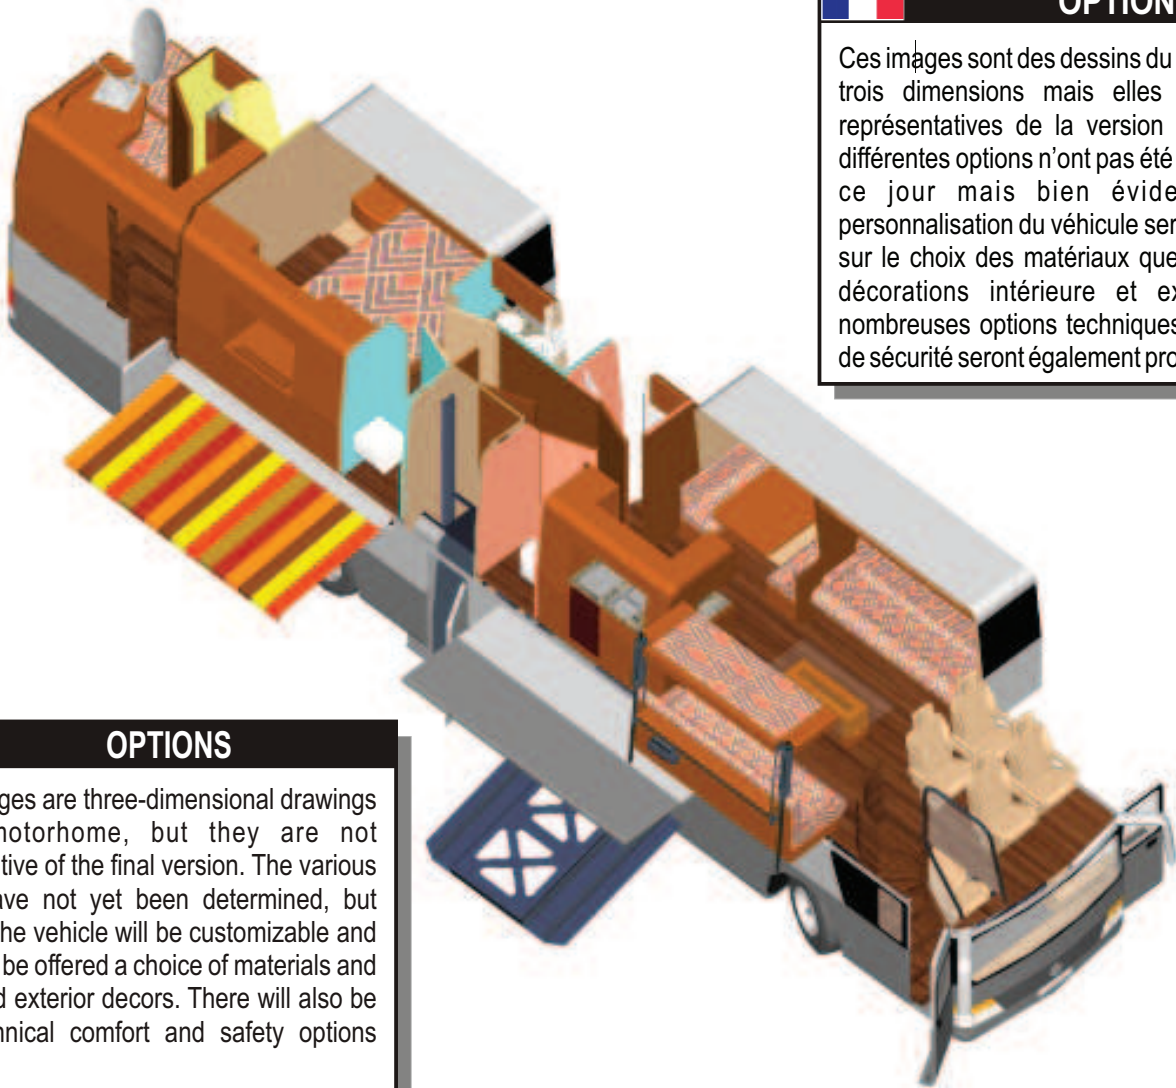 OPTION
Ces images sont des dessins du
trois dimensions mais elles
représentatives de la version
différentes options n'ont pas été
ce jour mais bien évide
personnalisation du véhicule ser
sur le choix des matériaux que
décorations intérieure et ex
nombreuses options techniques
de sécurité seront également pro
OPTIONS
ges are three-dimensional drawings
notorhome, but they are not
tive of the final version. The various
ave not yet been determined, but
he vehicle will be customizable and
be offered a choice of materials and
d exterior decors. There will also be
hnical comfort and safety options